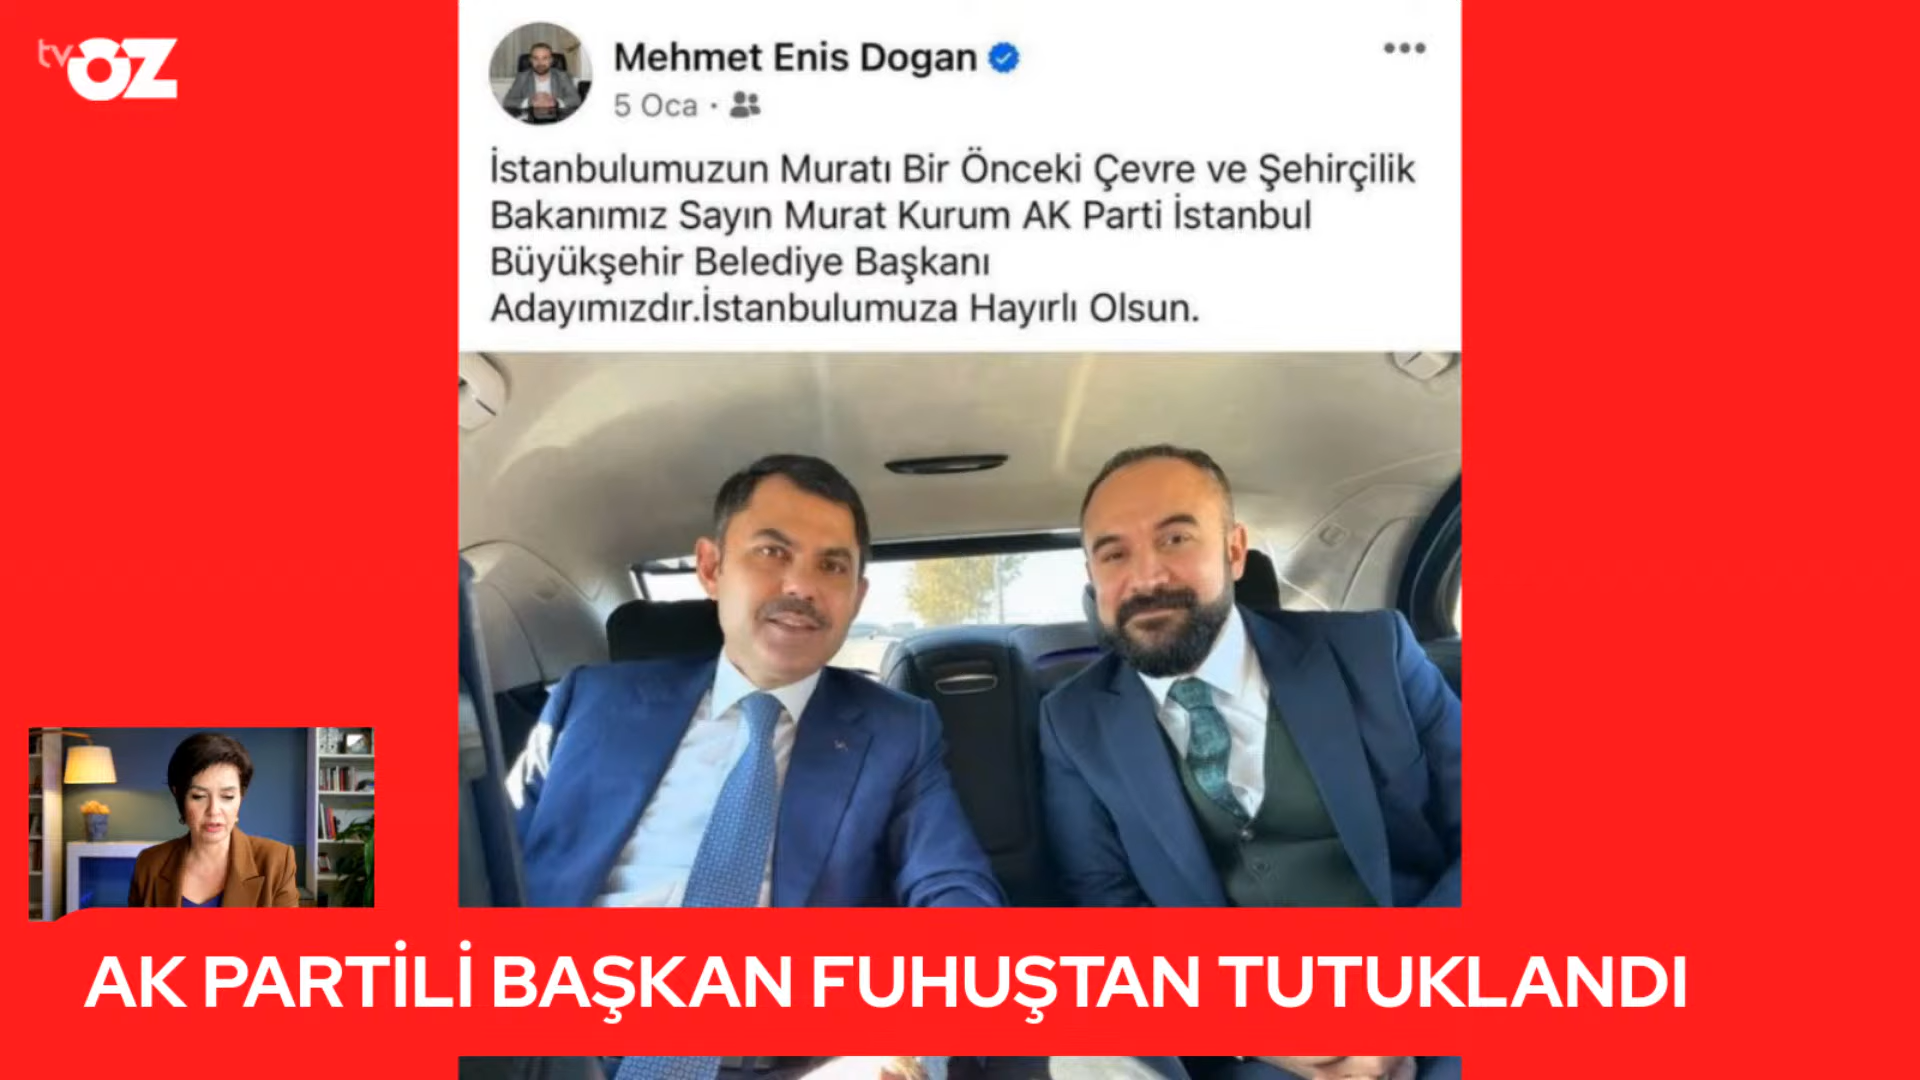 tv OZ
Mehmet Enis Dogan
5 Oca ·
İstanbulumuzun Muratı Bir Önceki Çevre ve Şehirçilik
Bakanımız Sayın Murat Kurum AK Parti İstanbul
Büyükşehir Belediye Başkanı
Adayımızdır.İstanbulumuza Hayırlı Olsun.
AK PARTİLİ BAŞKAN FUHUŞTAN TUTUKLANDI